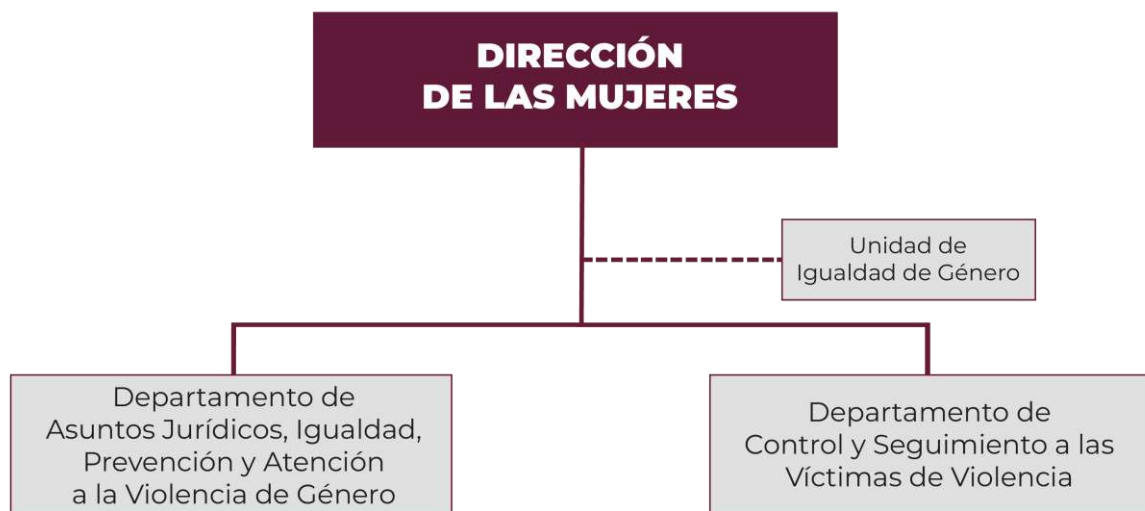 DIRECCIÓN
DE LAS MUJERES
Unidad de
Igualdad de Género
Departamento de
Asuntos Jurídicos, Igualdad,
Prevención y Atención
a la Violencia de Género
Departamento de
Control y Seguimiento a las
Víctimas de Violencia